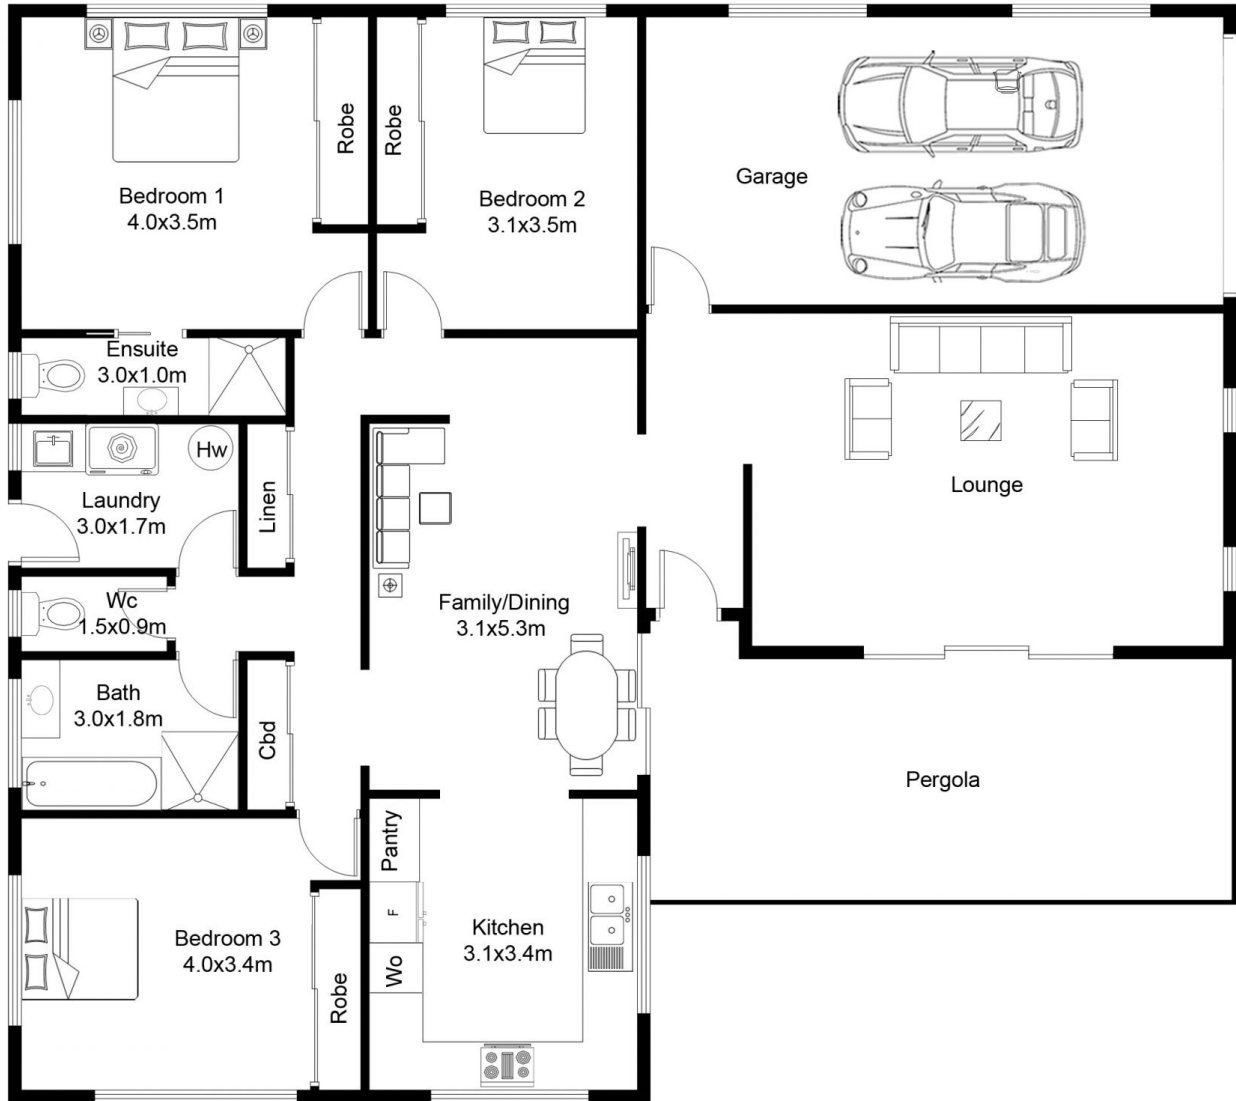 Bedroom 1
4.0x3.5m
Robe
Robe
Bedroom 2
3.1x3.5m
Garage
Ensuite
3.0x1.0m
Hw
Laundry
3.0x1.7m
Linen
Lounge
Wc
1.5x0.9m
Family/Dining
3.1x5.3m
Bath
3.0x1.8m
Cbd
Pergola
Pantry
F
Wo
Kitchen
3.1x3.4m
Bedroom 3
4.0x3.4m
Robe